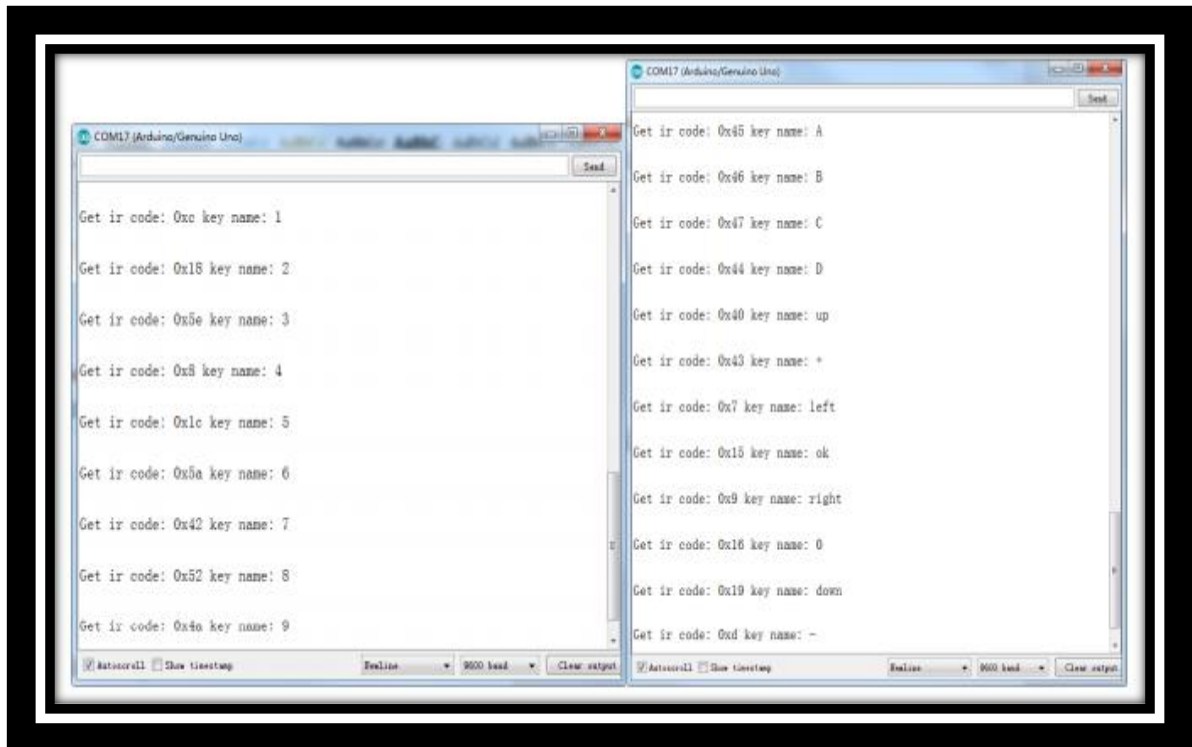 COM17 (Arduino/Genuino Uno)
Send
Get ir code: 0xc key name: 1
Get ir code: 0x18 key name: 2
Get ir code: 0x5e key name: 3
Get ir code: 0x8 key name: 4
Get ir code: 0x1c key name: 5
Get ir code: 0x5a key name: 6
Get ir code: 0x42 key name: 7
Get ir code: 0x52 key name: 8
Get ir code: 0x4a key name: 9
Autoscroll Show timestamp Newline 9600 baud Clear output
COM17 (Arduino/Genuino Uno)
Send
Get ir code: 0x45 key name: A
Get ir code: 0x46 key name: B
Get ir code: 0x47 key name: C
Get ir code: 0x44 key name: D
Get ir code: 0x40 key name: up
Get ir code: 0x43 key name: +
Get ir code: 0x7 key name: left
Get ir code: 0x15 key name: ok
Get ir code: 0x9 key name: right
Get ir code: 0x16 key name: 0
Get ir code: 0x19 key name: down
Get ir code: 0xd key name: -
Autoscroll Show timestamp Newline 9600 baud Clear output